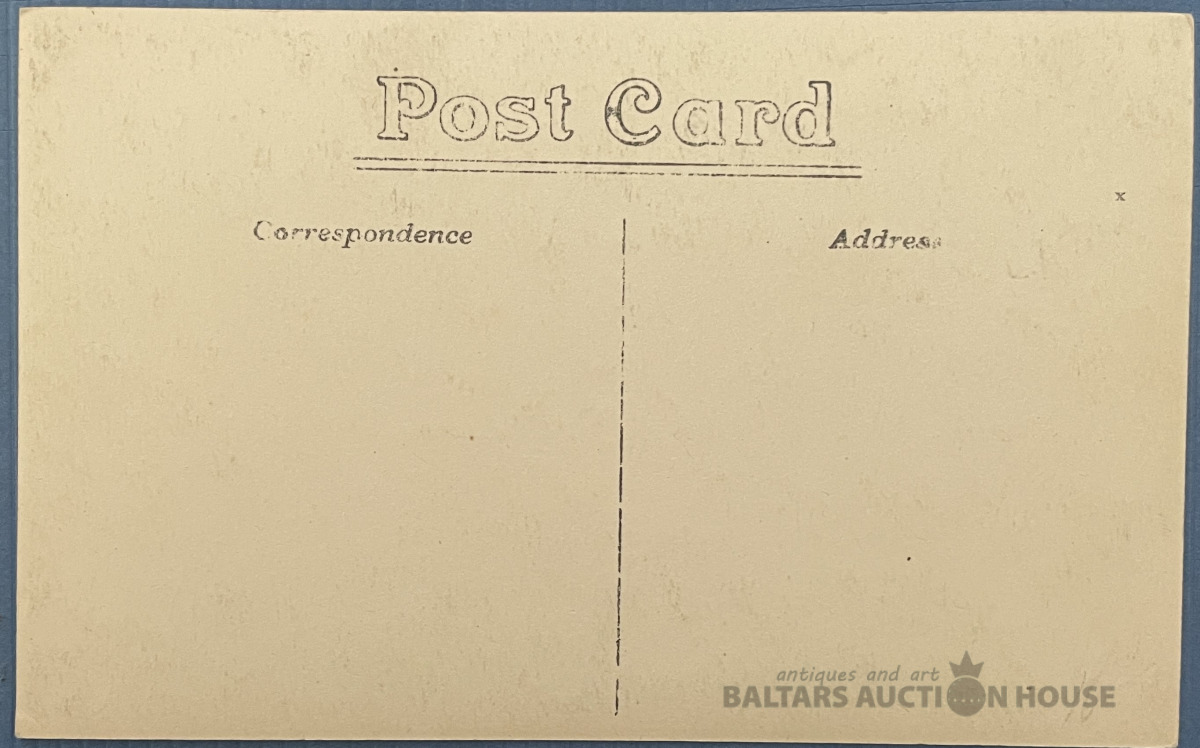 Post Card
x
Correspondence
Address
antiques and art
BALTARS AUCTION HOUSE